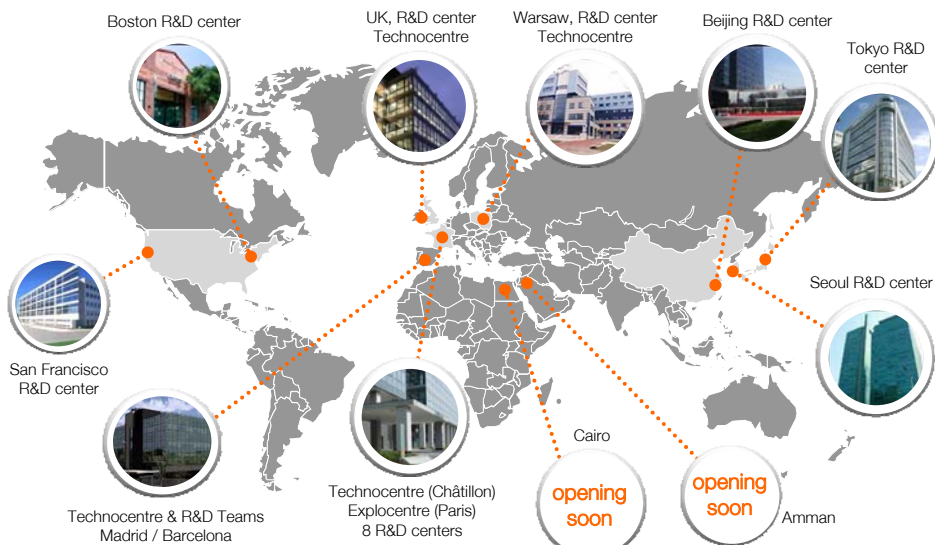 Boston R&D center
UK, R&D center
Technocentre
Warsaw, R&D center
Technocentre
Beijing R&D center
Tokyo R&D
center
Seoul R&D center
San Francisco
R&D center
Technocentre & R&D Teams
Madrid / Barcelona
Technocentre (Châtillon)
Explocentre (Paris)
8 R&D centers
Cairo
opening
soon
opening
soon
Amman